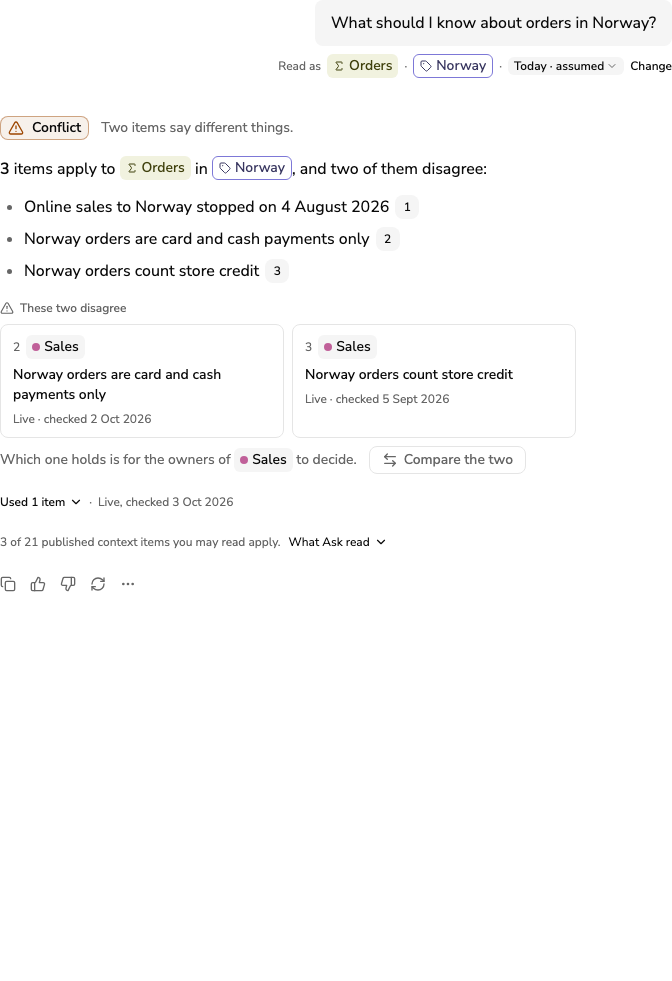 What should I know about orders in Norway?
Read as Σ Orders · Norway · Today · assumed Change
Conflict Two items say different things.
3 items apply to Σ Orders in Norway, and two of them disagree:
• Online sales to Norway stopped on 4 August 2026 1
• Norway orders are card and cash payments only 2
• Norway orders count store credit 3
These two disagree
2 Sales
Norway orders are card and cash
payments only
Live · checked 2 Oct 2026
3 Sales
Norway orders count store credit
Live · checked 5 Sept 2026
Which one holds is for the owners of Sales to decide. Compare the two
Used 1 item · Live, checked 3 Oct 2026
3 of 21 published context items you may read apply. What Ask read